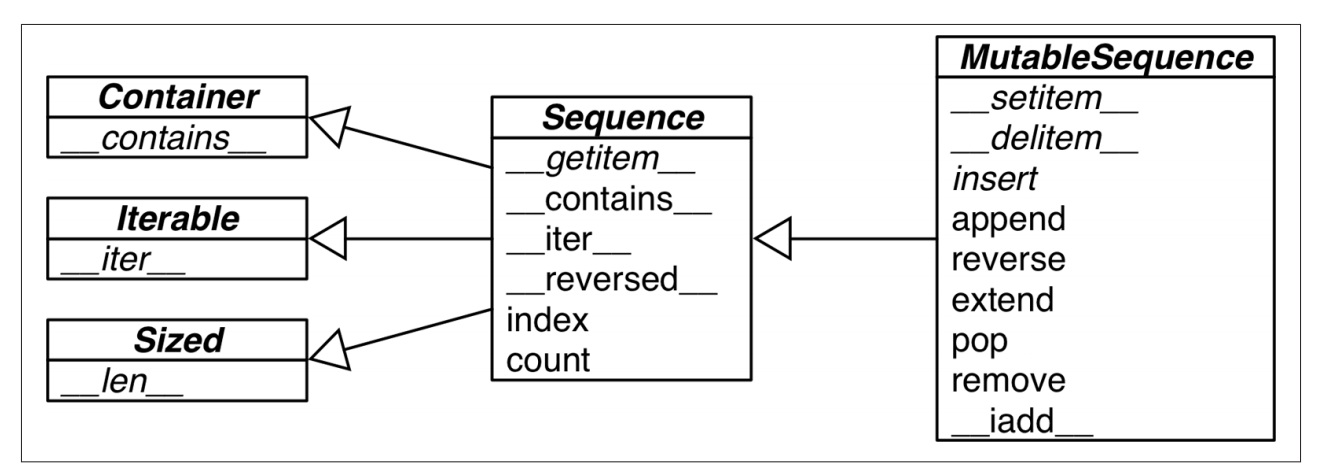 Container
__contains__
Iterable
__iter__
Sized
__len__
Sequence
__getitem__
__contains__
__iter__
__reversed__
index
count
MutableSequence
__setitem__
__delitem__
insert
append
reverse
extend
pop
remove
__iadd__